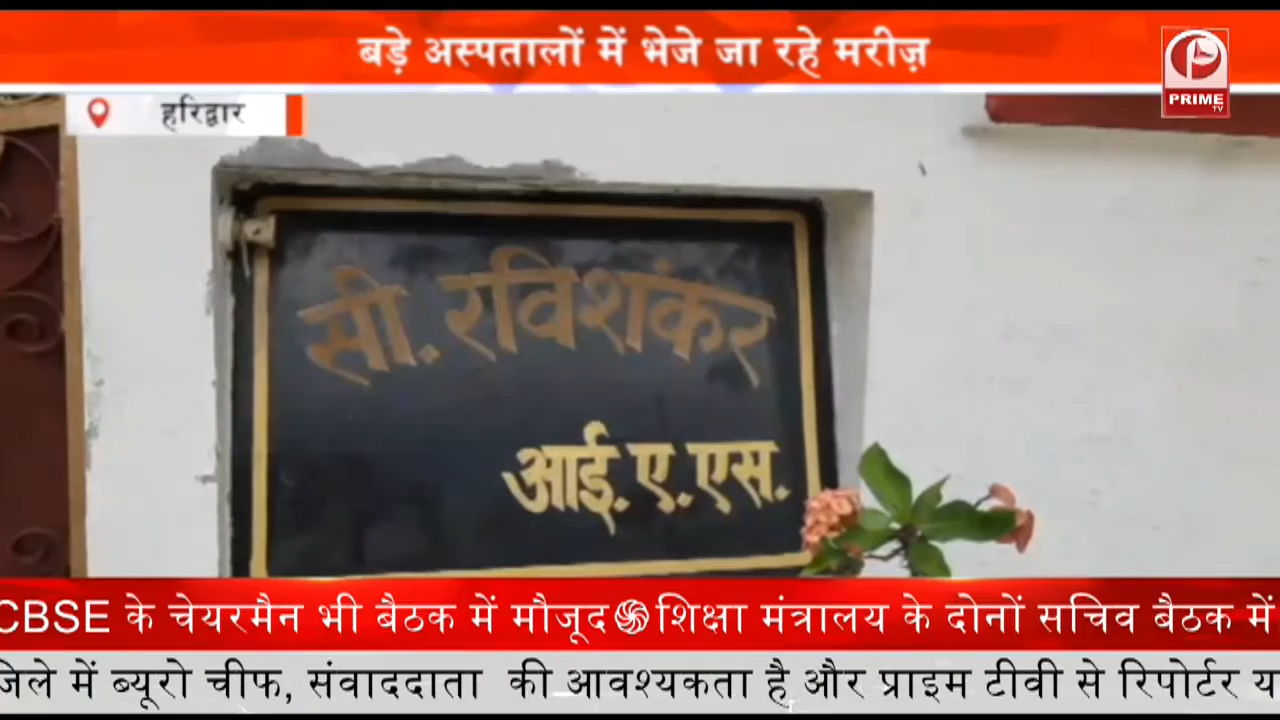 बड़े अस्पतालों में भेजे जा रहे मरीज़
PRIME
TV
हरिद्वार
सी. रविशंकर
आई. ए. एस.
CBSE के चेयरमैन भी बैठक में मौजूद शिक्षा मंत्रालय के दोनों सचिव बैठक में
जिले में ब्यूरो चीफ, संवाददाता की आवश्यकता है और प्राइम टीवी से रिपोर्टर य